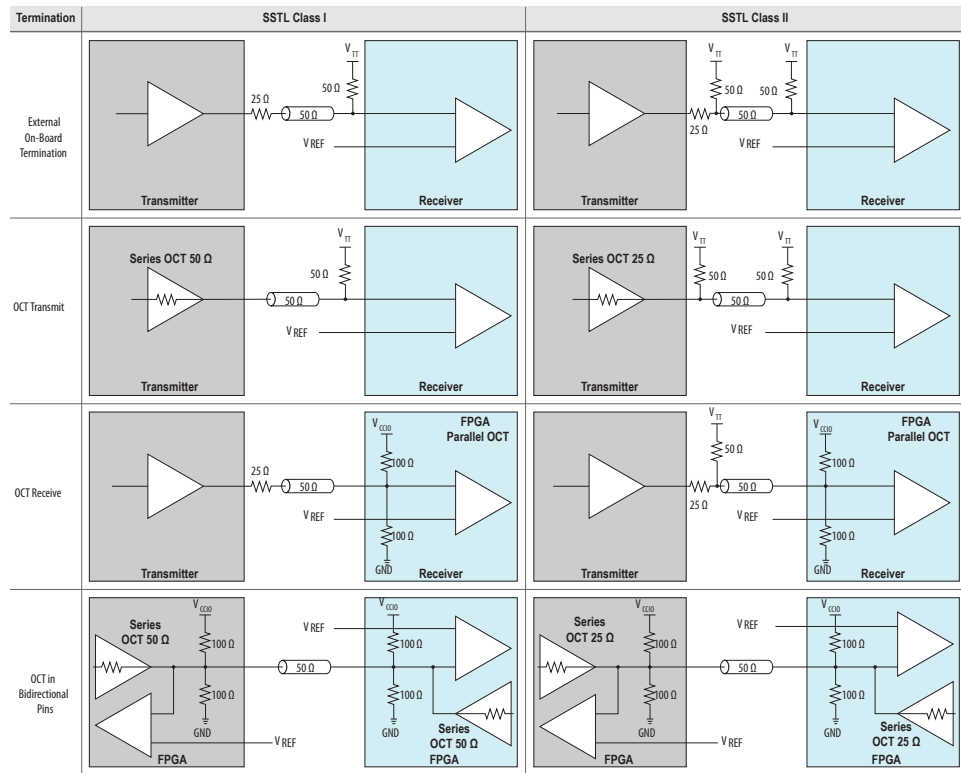 Termination
SSTL Class I
SSTL Class II
External
On-Board
Termination
V TT
50 Ω
25 Ω
50 Ω
V REF
Transmitter
Receiver
V TT
V TT
50 Ω
50 Ω
25 Ω
50 Ω
V REF
Transmitter
Receiver
OCT Transmit
Series OCT 50 Ω
V TT
50 Ω
50 Ω
V REF
Transmitter
Receiver
Series OCT 25 Ω
V TT
V TT
50 Ω
50 Ω
50 Ω
V REF
Transmitter
Receiver
OCT Receive
25 Ω
50 Ω
V REF
V CCIO
FPGA
Parallel OCT
100 Ω
100 Ω
GND
Transmitter
Receiver
V TT
50 Ω
25 Ω
50 Ω
V REF
V CCIO
FPGA
Parallel OCT
100 Ω
100 Ω
GND
Transmitter
Receiver
OCT in
Bidirectional
Pins
Series
OCT 50 Ω
V CCIO
100 Ω
100 Ω
GND
V REF
FPGA
50 Ω
V REF
V CCIO
100 Ω
100 Ω
GND
Series
OCT 50 Ω
FPGA
Series
OCT 25 Ω
V CCIO
100 Ω
100 Ω
GND
V REF
FPGA
50 Ω
V REF
V CCIO
100 Ω
100 Ω
GND
Series
OCT 25 Ω
FPGA